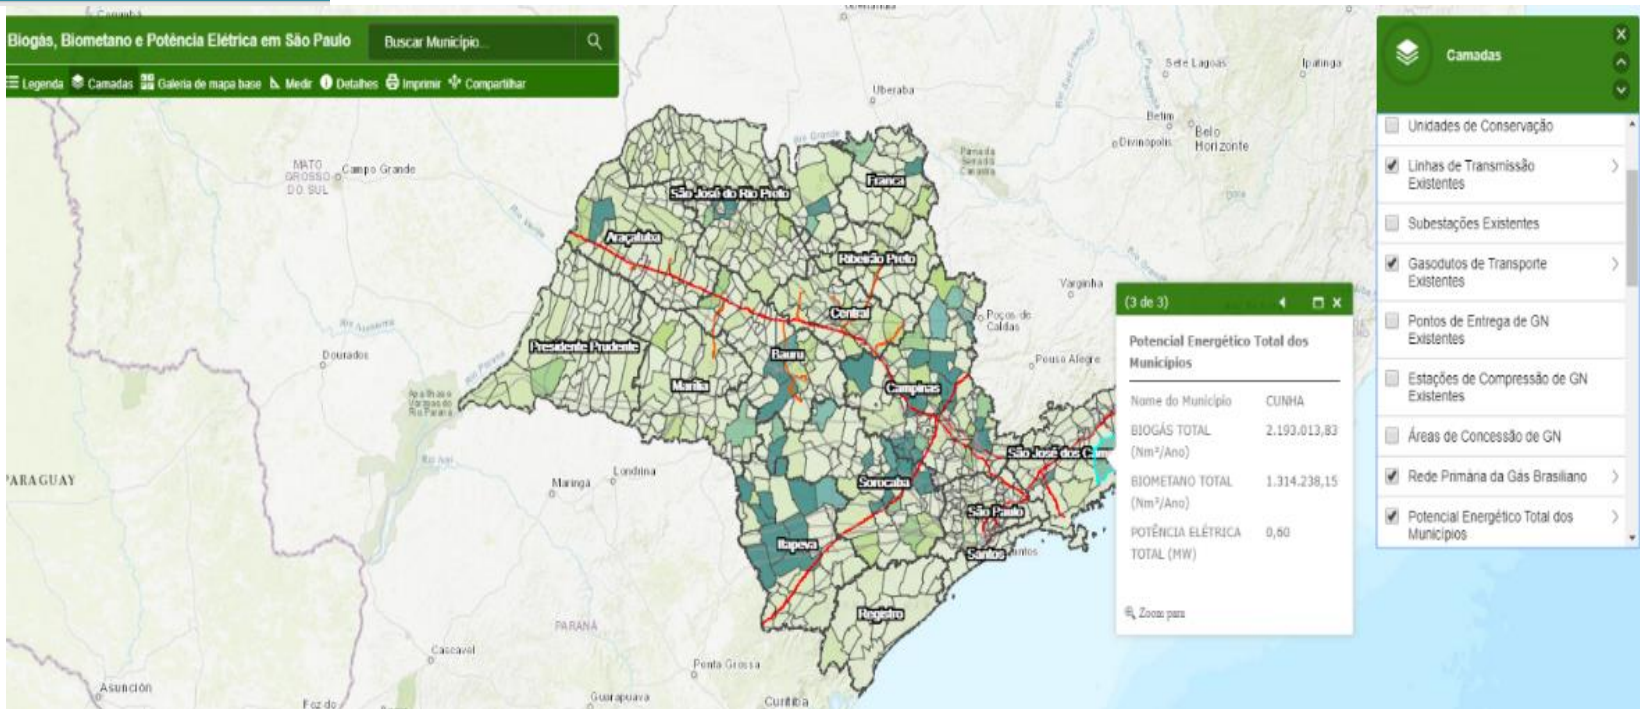 Biogás, Biometano e Potência Elétrica em São Paulo
Buscar Município...
Legenda
Camadas
Galeria de mapa base
Medir
Detalhes
Imprimir
Compartilhar
Camadas
Unidades de Conservação
Linhas de Transmissão
Existentes
Subestações Existentes
Gasodutos de Transporte
Existentes
Pontos de Entrega de GN
Existentes
Estações de Compressão de GN
Existentes
Áreas de Concessão de GN
Rede Primária da Gás Brasiliano
Potencial Energético Total dos
Municípios
(3 de 3)
Potencial Energético Total dos
Municípios
Nome do Município CUNHA
BIOGÁS TOTAL 2.193.013,83
(Nm³/Ano)
BIOMETANO TOTAL 1.314.238,15
(Nm³/Ano)
POTÊNCIA ELÉTRICA 0,60
TOTAL (MW)
Zoom para
Sete Lagoas
Ipatinga
Uberaba
Betim
Belo
Horizonte
Divinópolis
MATO
GROSSO
DO SUL
Campo Grande
Rio Grande
São José do Rio Preto
Franca
Araçatuba
Ribeirão Preto
Varginha
Central
Poços de
Caldas
Dourados
Presidente Prudente
Bauru
Pouso Alegre
Marília
Campinas
São José dos Cam
PARAGUAY
Londrina
Maringá
Sorocaba
São Paulo
Itapeva
Santos
Registro
PARANÁ
Cascavel
Ponta Grossa
Asunción
Foz do
Guarapuava
Curitiba